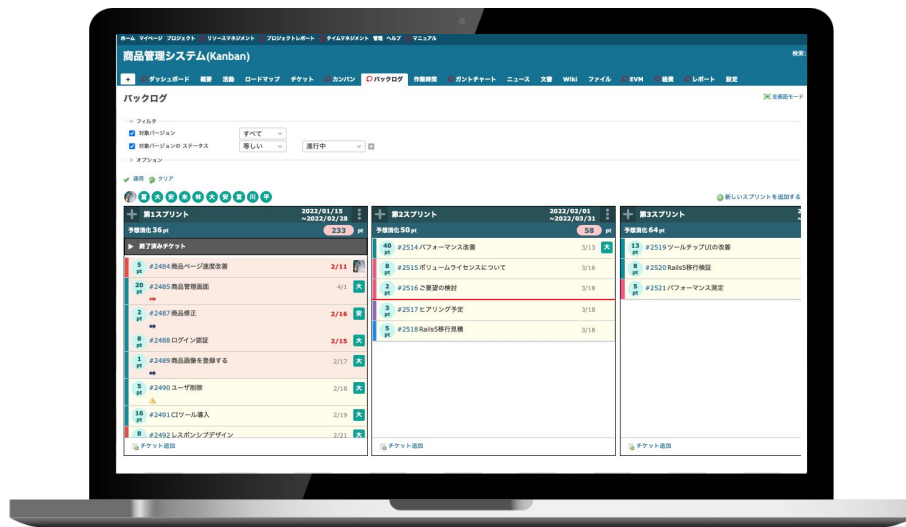 ホーム マイページ プロジェクト リソースマネジメント プロジェクトレポート タイムマネジメント 管理 ヘルプ マニュアル
商品管理システム(Kanban)
検索:
+ ダッシュボード 概要 活動 ロードマップ チケット カンバン バックログ 作業時間 ガントチャート ニュース 文書 Wiki ファイル EVM 経費 レポート 設定
バックログ
全画面モード
フィルタ
対象バージョン すべて
対象バージョンの ステータス 等しい 進行中
オプション
適用 クリア
夏 大 安 水 林 大 安 宮 川 平
新しいスプリントを追加する
第1スプリント 2022/01/15 ~2022/02/28
予想消化 36 pt 233 pt
終了済みチケット
5 pt #2484 商品ページ速度改善 2/11
20 pt #2485 商品管理画面 4/1 大
2 pt #2487 商品修正 2/16 安
8 pt #2488 ログイン認証 2/15 大
1 pt #2489 商品画像を登録する 2/17 大
5 pt #2490 ユーザ削除 2/18 大
16 pt #2491 CIツール導入 2/19 大
8 #2492 レスポンシブデザイン 2/21 大
チケット追加
第2スプリント 2022/02/01 ~2022/03/31
予想消化 50 pt 58 pt
40 pt #2514 パフォーマンス改善 3/13 大
8 pt #2515 ボリュームライセンスについて 3/16
2 pt #2516 ご要望の検討 3/18
3 pt #2517 ヒアリング予定 3/18
5 pt #2518 Rails5移行見積 3/18
チケット追加
第3スプリント
予想消化 64 pt
13 pt #2519 ツールチップUIの改善
8 pt #2520 Rails5移行検証
5 pt #2521 パフォーマンス測定
チケット追加